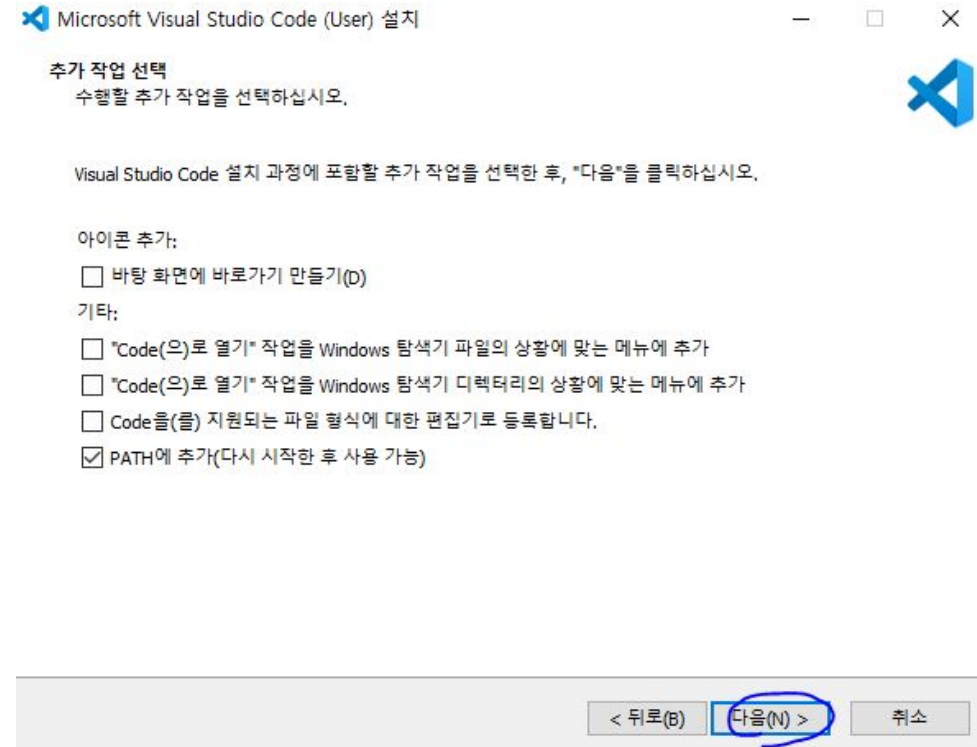 Microsoft Visual Studio Code (User) 설치
추가 작업 선택
수행할 추가 작업을 선택하십시오.
Visual Studio Code 설치 과정에 포함할 추가 작업을 선택한 후, "다음"을 클릭하십시오.
아이콘 추가:
바탕 화면에 바로가기 만들기(D)
기타:
"Code(으)로 열기" 작업을 Windows 탐색기 파일의 상황에 맞는 메뉴에 추가
"Code(으)로 열기" 작업을 Windows 탐색기 디렉터리의 상황에 맞는 메뉴에 추가
Code을(를) 지원되는 파일 형식에 대한 편집기로 등록합니다.
PATH에 추가(다시 시작한 후 사용 가능)
< 뒤로(B) 다음(N) > 취소